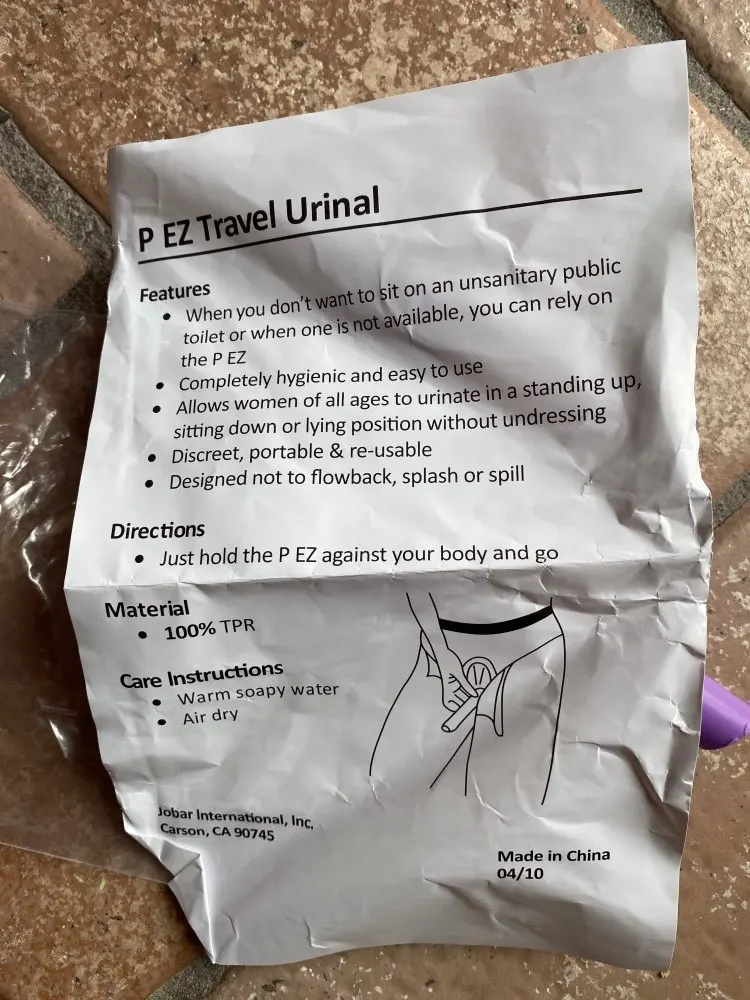 P EZ Travel Urinal
Features
• When you don't want to sit on an unsanitary public
toilet or when one is not available, you can rely on
the P EZ
• Completely hygienic and easy to use
• Allows women of all ages to urinate in a standing up,
sitting down or lying position without undressing
• Discreet, portable & re-usable
• Designed not to flowback, splash or spill
Directions
• Just hold the P EZ against your body and go
Material
• 100% TPR
Care Instructions
• Warm soapy water
• Air dry
Jobar International, Inc.
Carson, CA 90745
Made in China
04/10